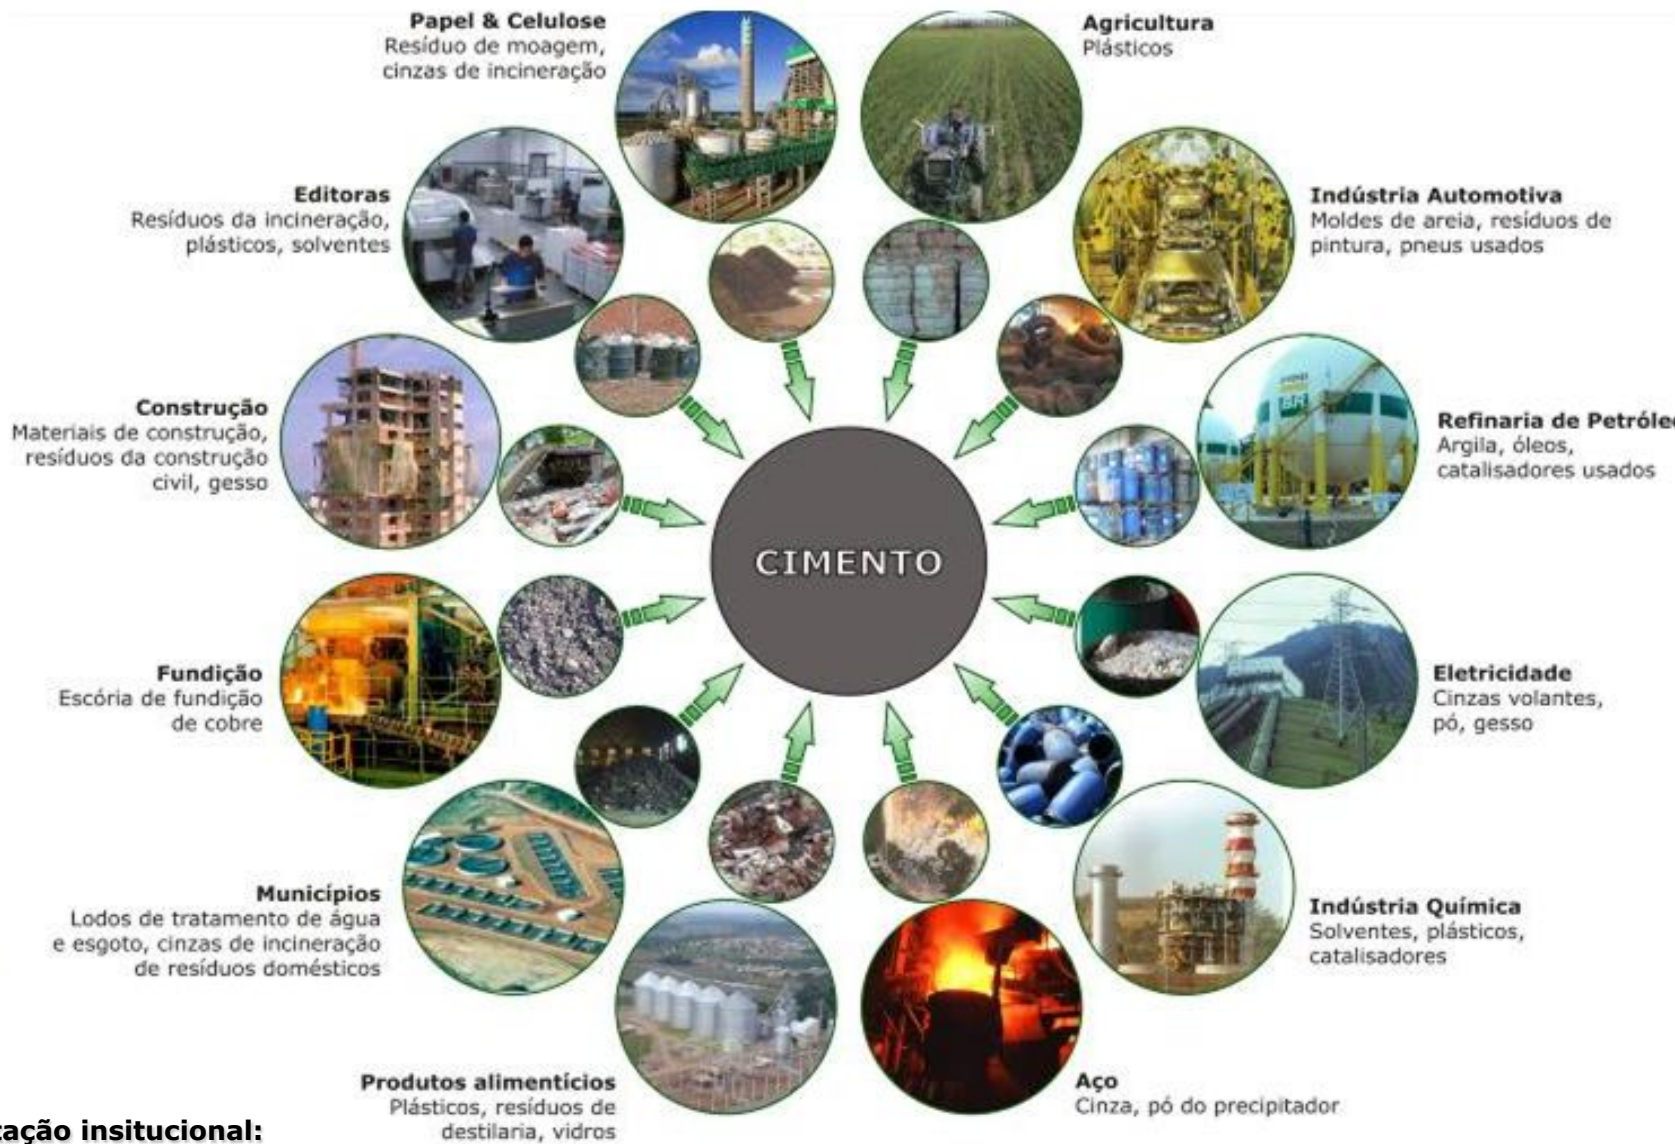 Papel & Celulose
Resíduo de moagem,
cinzas de incineração
Agricultura
Plásticos
Editoras
Resíduos da incineração,
plásticos, solventes
Indústria Automotiva
Moldes de areia, resíduos de
pintura, pneus usados
Construção
Materiais de construção,
resíduos da construção
civil, gesso
Refinaria de Petróleo
Argila, óleos,
catalisadores usados
BR
CIMENTO
Fundição
Escória de fundição
de cobre
Eletricidade
Cinzas volantes,
pó, gesso
Municípios
Lodos de tratamento de água
e esgoto, cinzas de incineração
de resíduos domésticos
Indústria Química
Solventes, plásticos,
catalisadores
Produtos alimentícios
Plásticos, resíduos de
destilaria, vidros
Aço
Cinza, pó do precipitador
tação insitucional: